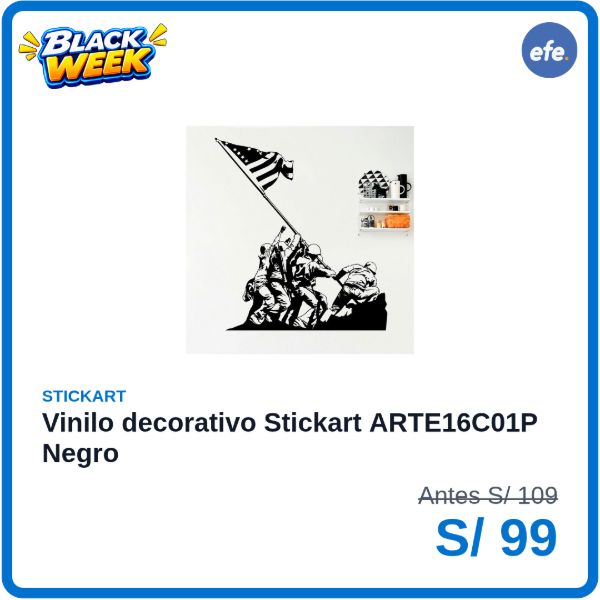 BLACK
WEEK
efe.
STICKART
Vinilo decorativo Stickart ARTE16C01P
Negro
Antes S/ 109
S/ 99